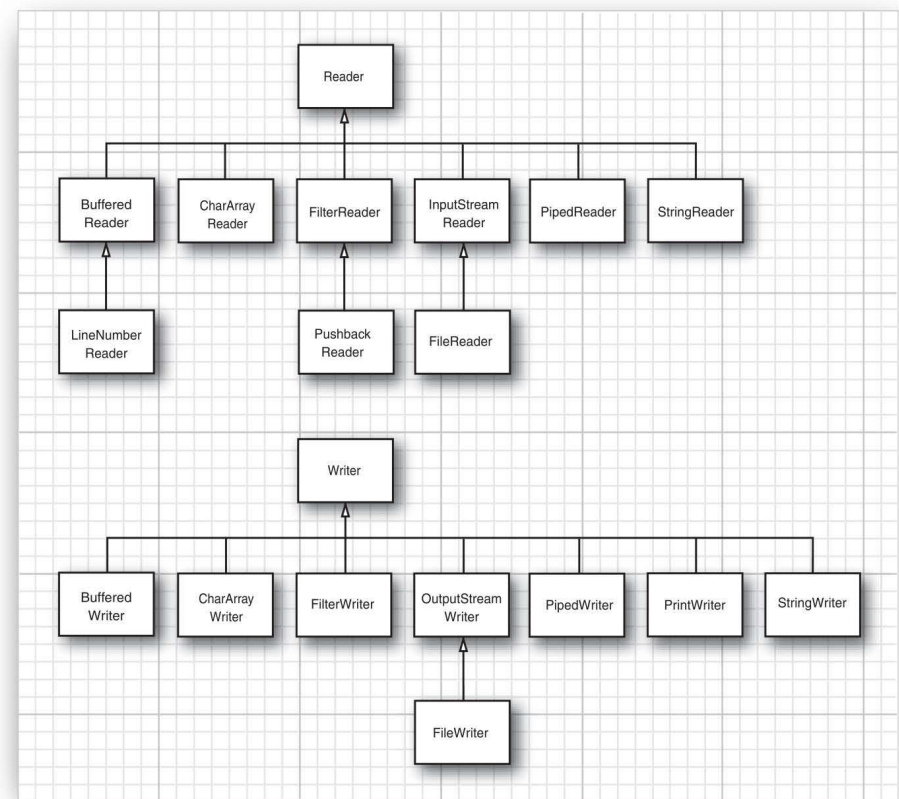 Reader
Buffered
Reader
CharArray
Reader
FilterReader
InputStream
Reader
PipedReader
StringReader
LineNumber
Reader
Pushback
Reader
FileReader
Writer
Buffered
Writer
CharArray
Writer
FilterWriter
OutputStream
Writer
PipedWriter
PrintWriter
StringWriter
FileWriter